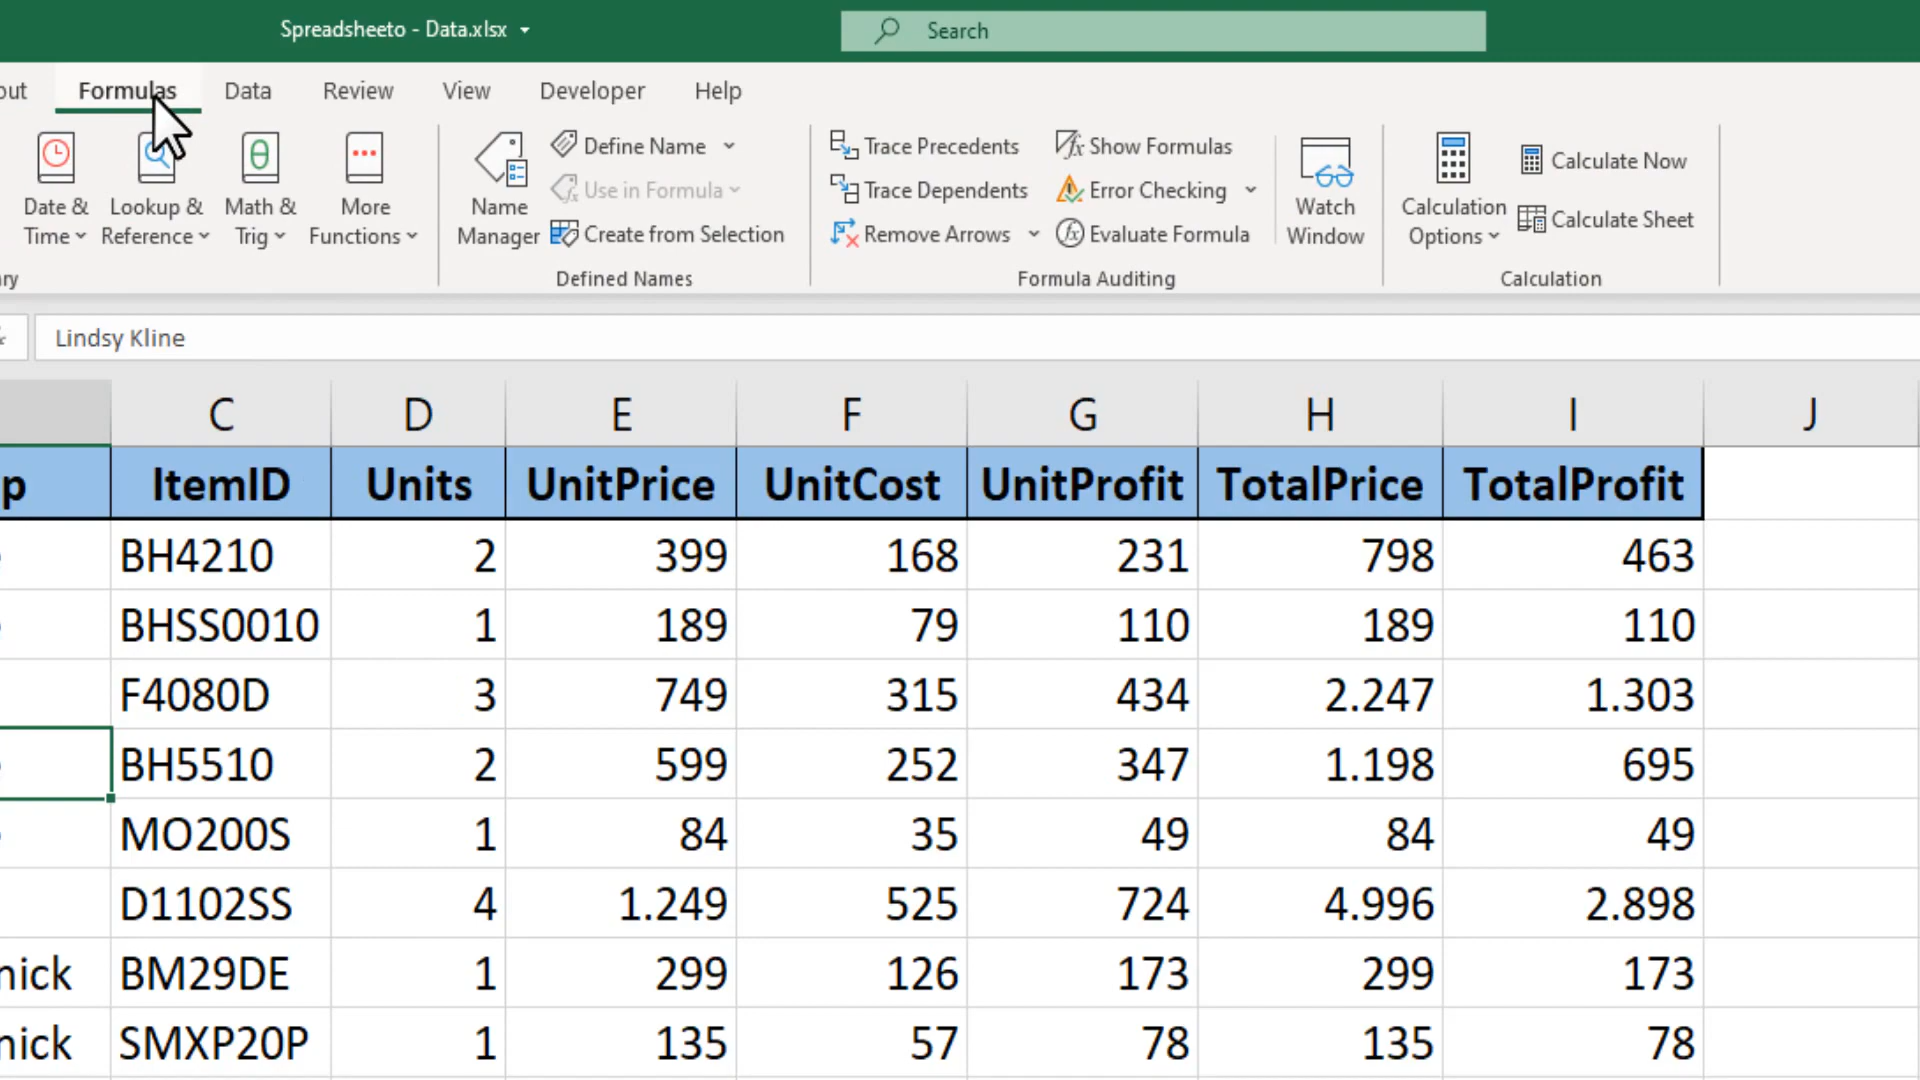 Spreadsheeto - Data.xlsx
Search
out Formulas Data Review View Developer Help
Date & Time
Lookup & Reference
Math & Trig
More Functions
Name Manager
Define Name
Use in Formula
Create from Selection
Defined Names
Trace Precedents
Trace Dependents
Remove Arrows
Show Formulas
Error Checking
Evaluate Formula
Watch Window
Formula Auditing
Calculation Options
Calculate Now
Calculate Sheet
Calculation
ry
Lindsy Kline
C D E F G H I J
p ItemID Units UnitPrice UnitCost UnitProfit TotalPrice TotalProfit
BH4210 2 399 168 231 798 463
BHSS0010 1 189 79 110 189 110
F4080D 3 749 315 434 2.247 1.303
BH5510 2 599 252 347 1.198 695
MO200S 1 84 35 49 84 49
D1102SS 4 1.249 525 724 4.996 2.898
nick BM29DE 1 299 126 173 299 173
nick SMXP20P 1 135 57 78 135 78